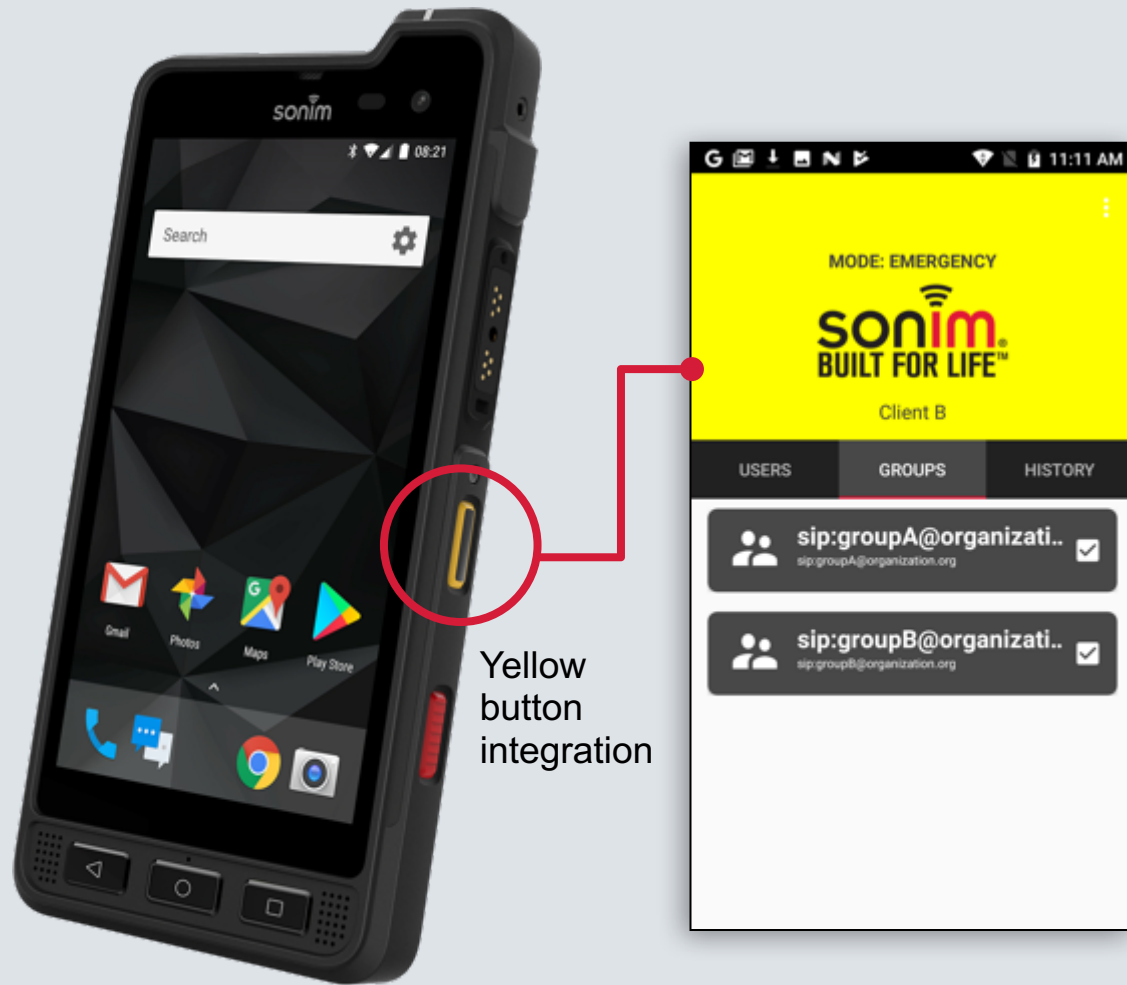 sonim
08:21
Search
Gmail
Photos
Maps
Play Store
Yellow
button
integration
11:11 AM
MODE: EMERGENCY
sonim
BUILT FOR LIFE™
Client B
USERS GROUPS HISTORY
sip:groupA@organizati..
sip:groupA@organization.org
sip:groupB@organizati..
sip:groupB@organization.org